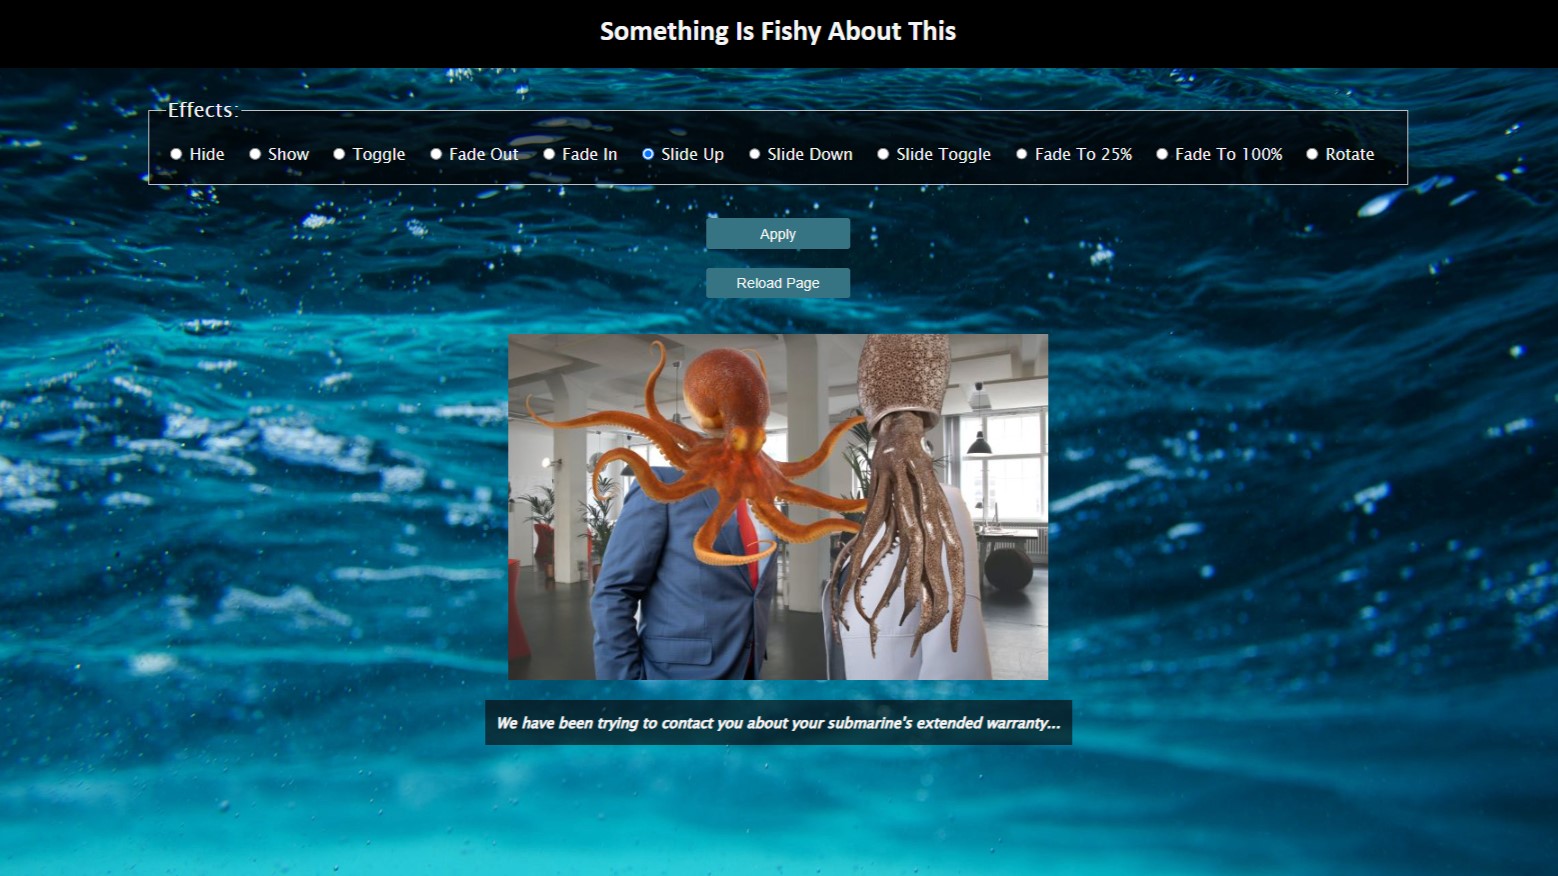 Something Is Fishy About This
Effects:
Hide Show Toggle Fade Out Fade In Slide Up Slide Down Slide Toggle Fade To 25% Fade To 100% Rotate
Apply
Reload Page
We have been trying to contact you about your submarine's extended warranty...